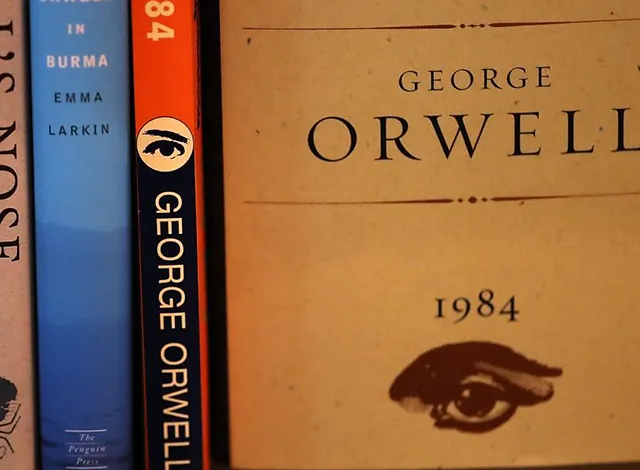 'S NOSE
IN
BURMA
EMMA
LARKIN
The
Penguin
Press
84
GEORGE ORWELL
GEORGE
ORWELL
1984